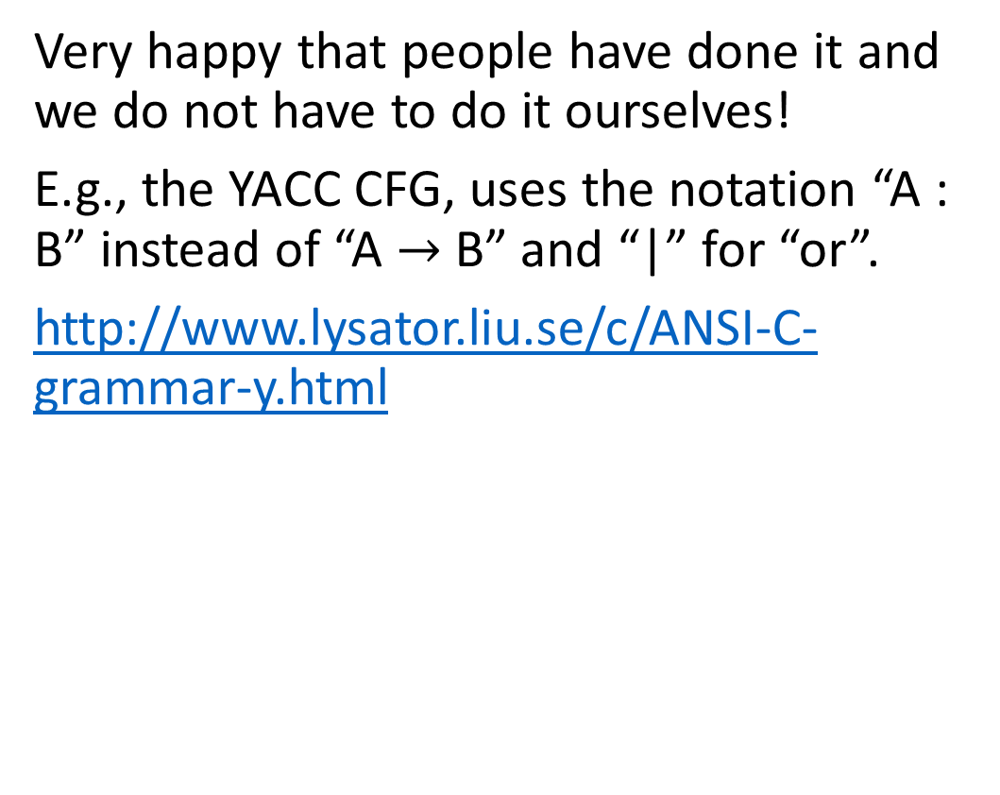 Very happy that people have done it and
we do not have to do it ourselves!
E.g., the YACC CFG, uses the notation “A :
B” instead of “A → B” and “|” for “or”.
http://www.lysator.liu.se/c/ANSI-C-
grammar-y.html